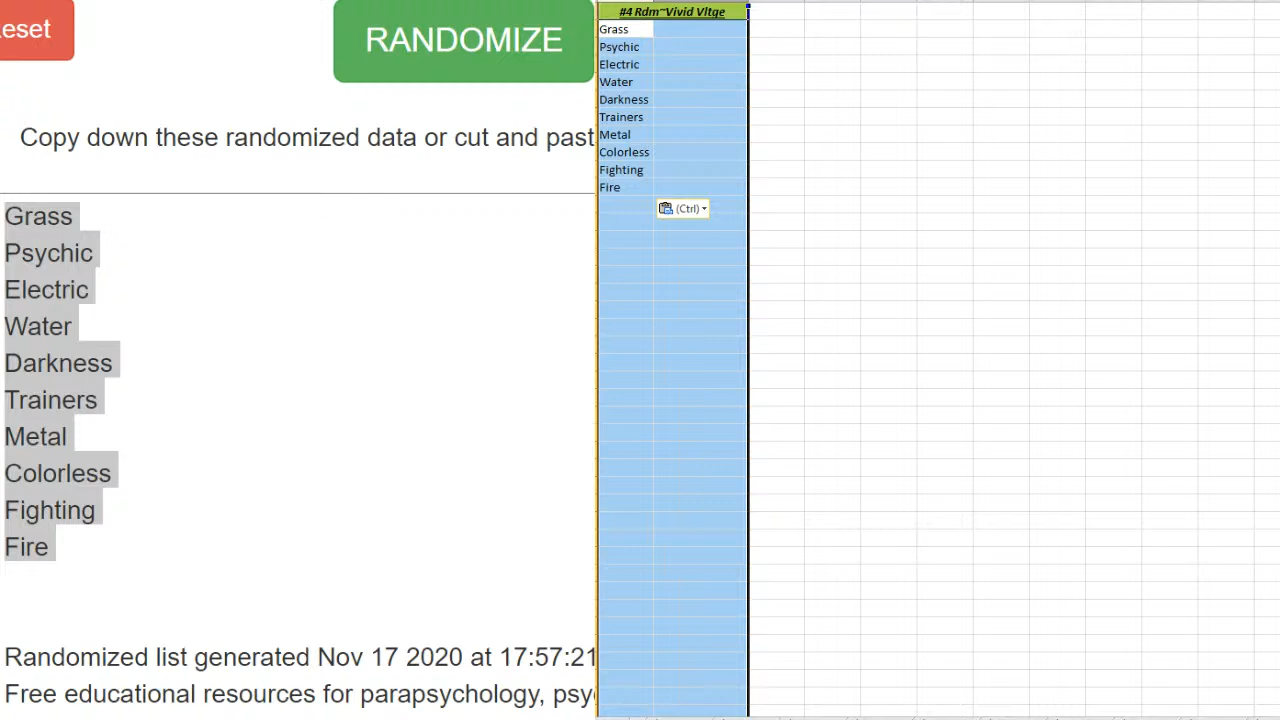 eset
RANDOMIZE
Copy down these randomized data or cut and past
Grass
Psychic
Electric
Water
Darkness
Trainers
Metal
Colorless
Fighting
Fire
Randomized list generated Nov 17 2020 at 17:57:21
Free educational resources for parapsychology, psy
#4 Rdm~Vivid Vltge
Grass
Psychic
Electric
Water
Darkness
Trainers
Metal
Colorless
Fighting
Fire
(Ctrl)